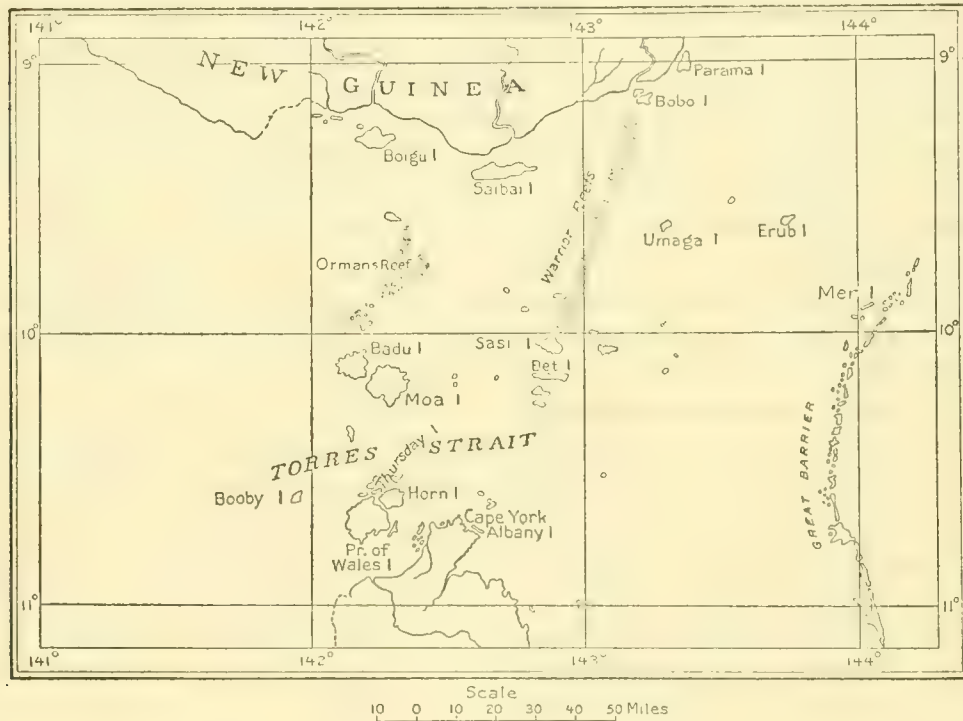 141° 142° 143° 144°
9°
NEW GUINEA
Parama I
Bobo I
Boigu I
Saibai I
Warrior Reefs
Umaga I
Erub I
Ormans Reef
Mer I
10° 10°
Sasi I
Badu I
Bet I
Moa I
TORRES STRAIT
Thursday I
GREAT BARRIER
Booby I
Horn I
Cape York
Albany I
Pr. of
Wales I
11° 11°
141° 142° 143° 144°
Scale
10 0 10 20 30 40 50 Miles